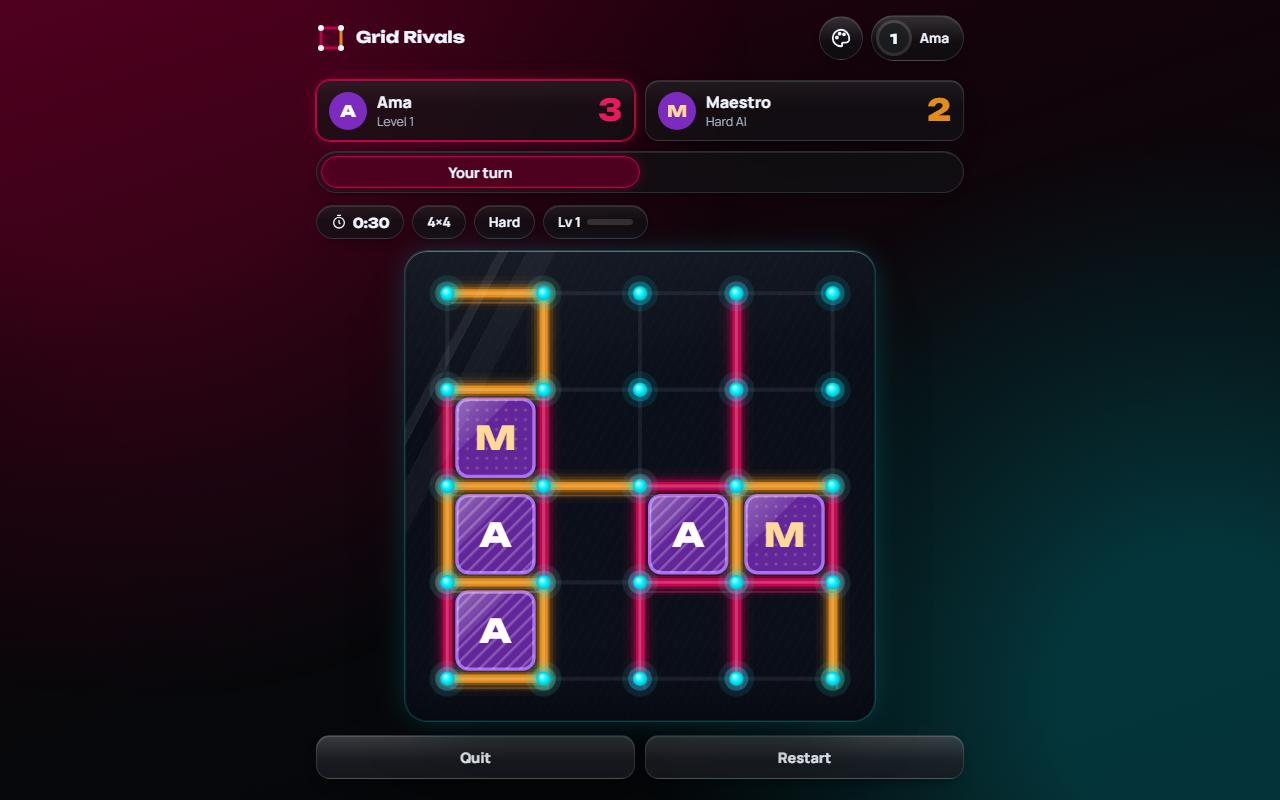 Grid Rivals
1 Ama
A Ama 3
Level 1
M Maestro 2
Hard AI
Your turn
0:30 4×4 Hard Lv 1
M
A A M
A
Quit Restart